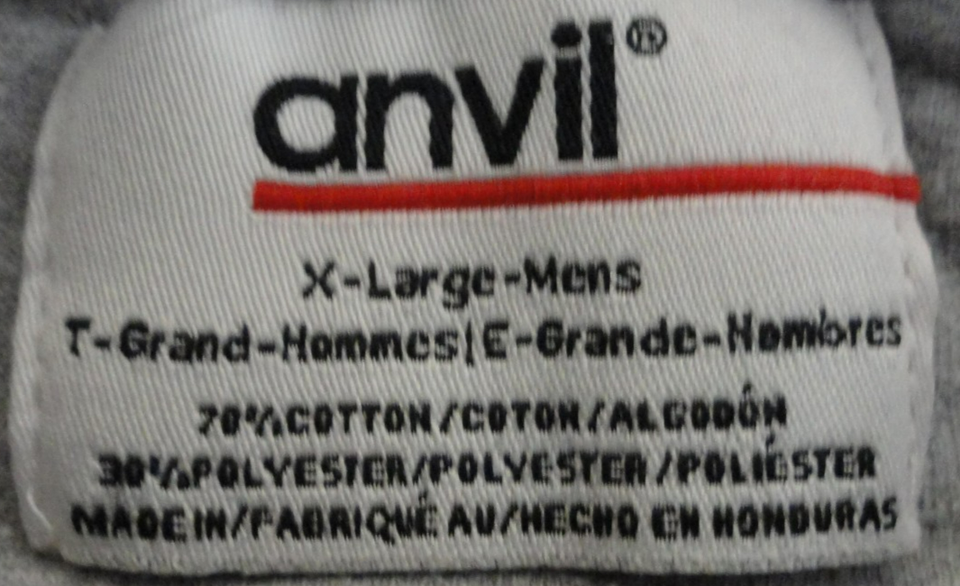 anvil®
X-Large-Mens
T-Grand-Hommes|E-Grande-Hombres
70% COTTON/COTON/ALGODÓN
30% POLYESTER/POLYESTER/POLIÉSTER
MADE IN/FABRIQUÉ AU/HECHO EN HONDURAS